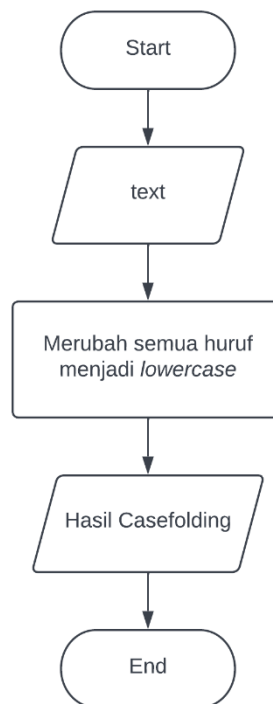 Start
text
Merubah semua huruf
menjadi lowercase
Hasil Casefolding
End